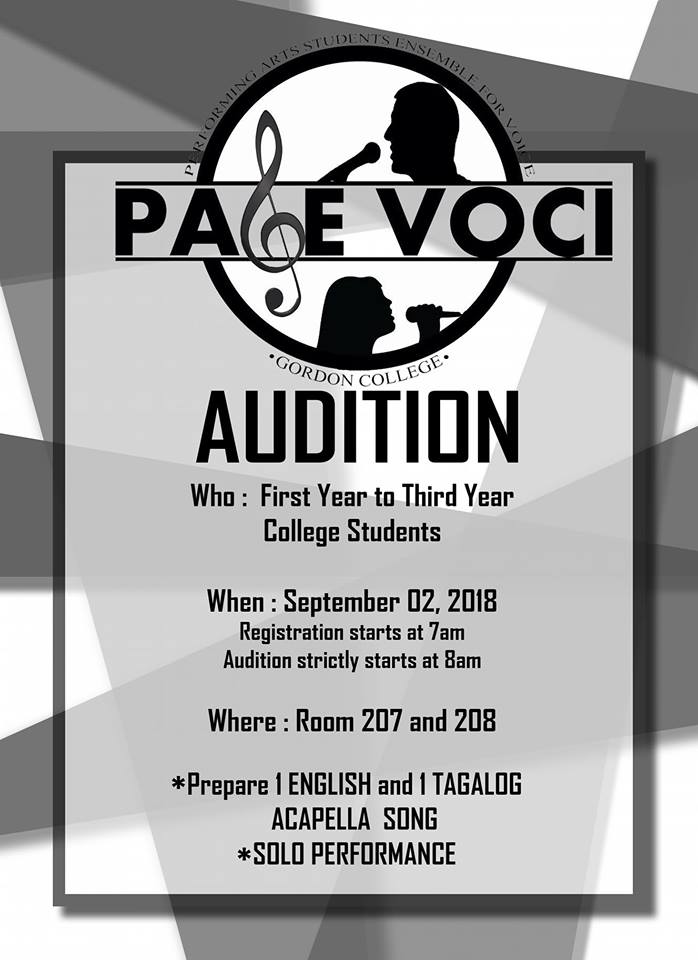 PERFORMING ARTS STUDENTS ENSEMBLE FOR VOICE
PASE VOCI
•GORDON COLLEGE•
AUDITION
Who : First Year to Third Year
College Students
When : September 02, 2018
Registration starts at 7am
Audition strictly starts at 8am
Where : Room 207 and 208
*Prepare 1 ENGLISH and 1 TAGALOG
ACAPELLA SONG
*SOLO PERFORMANCE